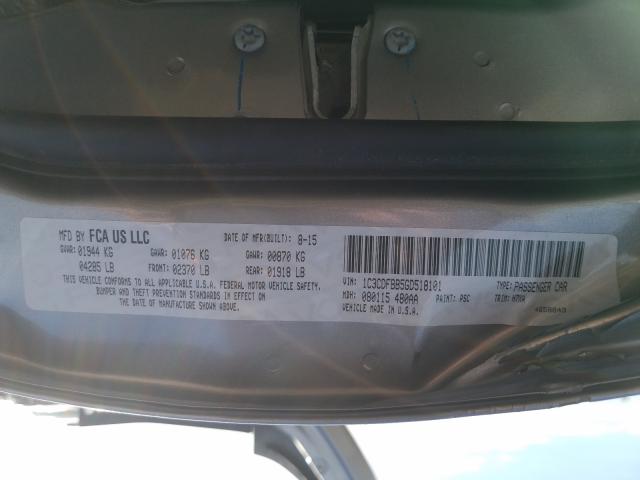 MFD BY FCA US LLC
DATE OF MFR(BUILT): 8-15
GVWR: 01944 KG GAWR: 01076 KG GAWR: 00870 KG
04285 LB FRONT: 02370 LB REAR: 01918 LB
THIS VEHICLE CONFORMS TO ALL APPLICABLE U.S.A. FEDERAL MOTOR VEHICLE SAFETY,
BUMPER AND THEFT PREVENTION STANDARDS IN EFFECT ON
THE DATE OF MANUFACTURE SHOWN ABOVE.
VIN: 1C3CDFBB5GD518101 TYPE: PASSENGER CAR
MDH: 080115 480AA PAINT: PSC TRIM:
VEHICLE MADE IN U.S.A.